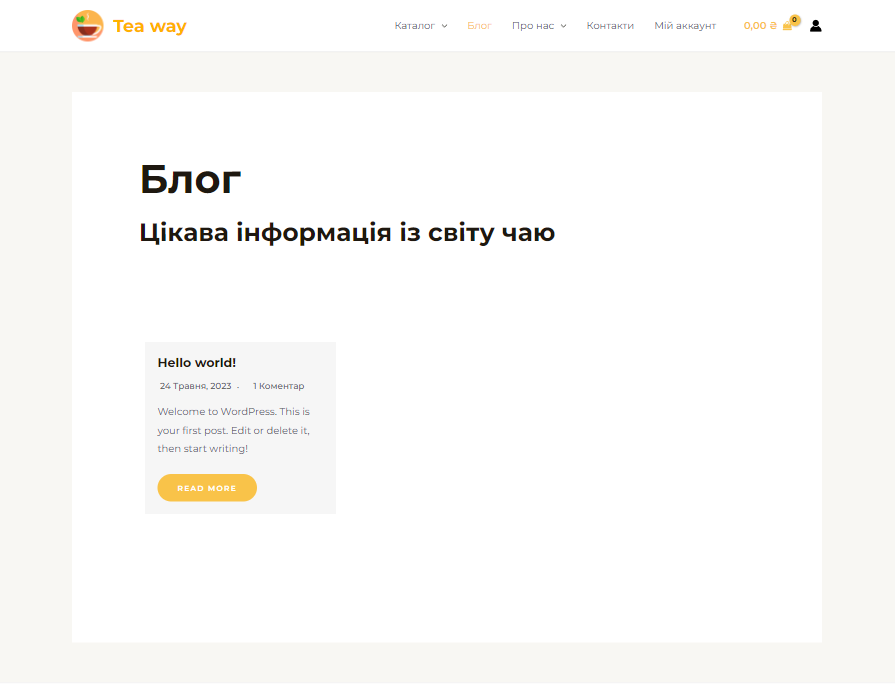 Tea way
Каталог Блог Про нас Контакти Мій аккаунт 0,00 ₴ 0
Блог
Цікава інформація із світу чаю
Hello world!
24 Травня, 2023 · 1 Коментар
Welcome to WordPress. This is
your first post. Edit or delete it,
then start writing!
READ MORE